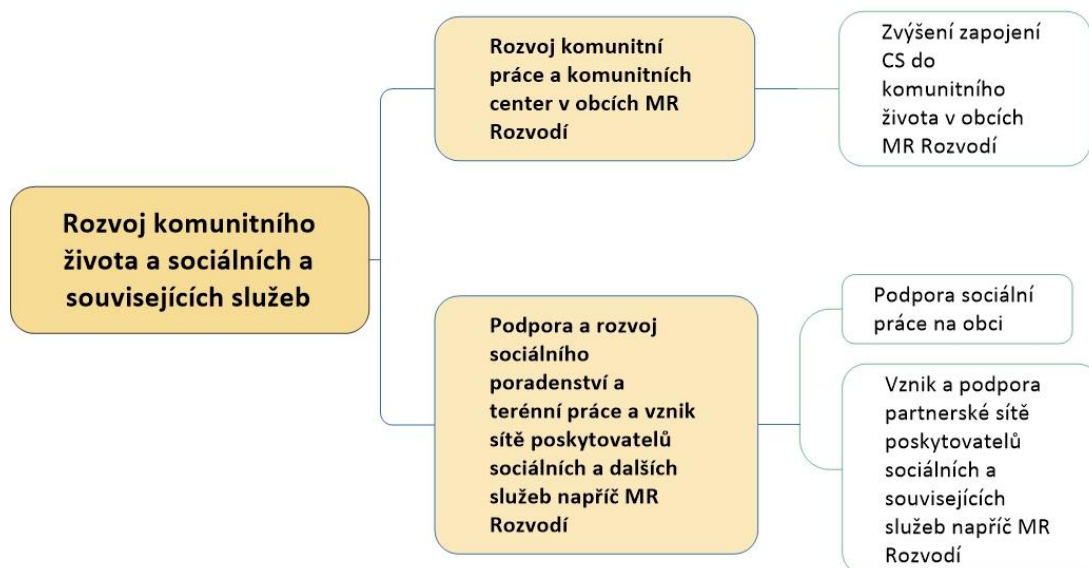 Rozvoj komunitního
života a sociálních a
souvisejících služeb
Rozvoj komunitní
práce a komunitních
center v obcích MR
Rozvodí
Zvýšení zapojení
CS do
komunitního
života v obcích
MR Rozvodí
Podpora a rozvoj
sociálního
poradenství a
terénní práce a vznik
sítě poskytovatelů
sociálních a dalších
služeb napříč MR
Rozvodí
Podpora sociální
práce na obci
Vznik a podpora
partnerské sítě
poskytovatelů
sociálních a
souvisejících
služeb napříč MR
Rozvodí